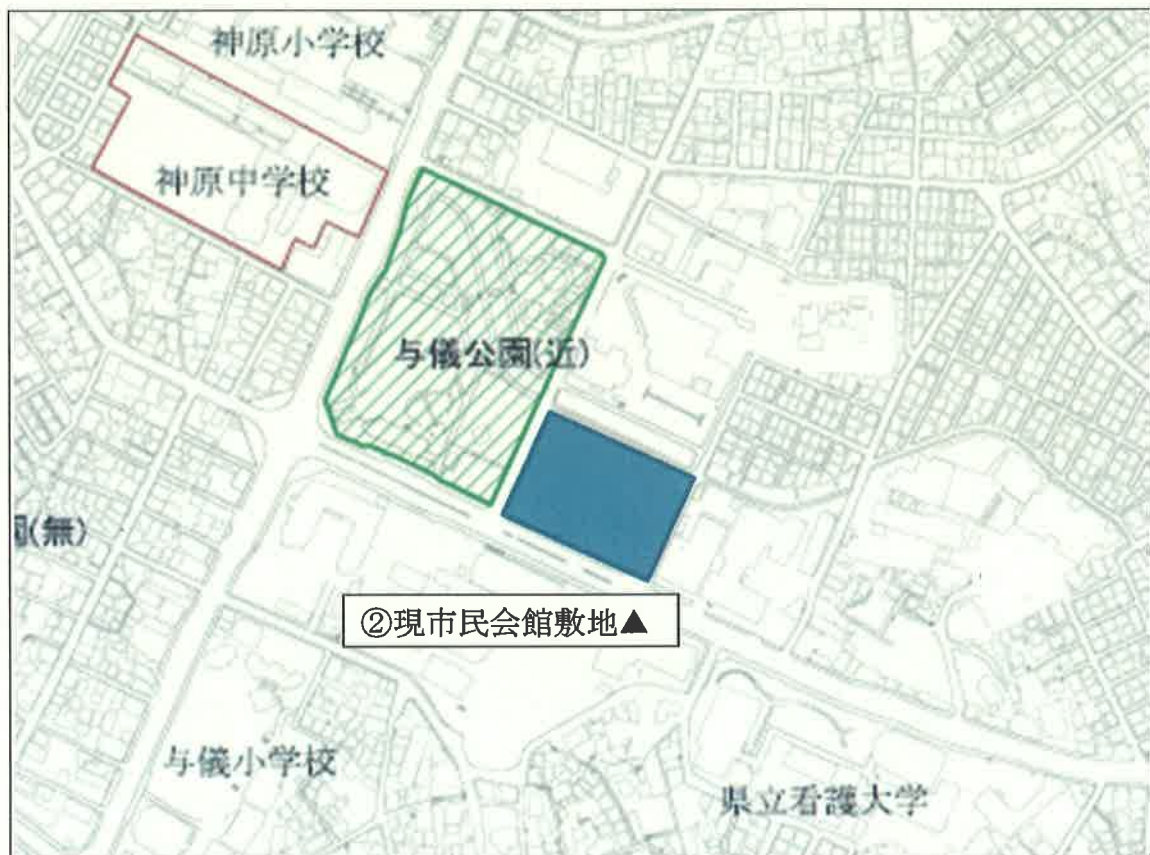 神原小学校
神原中学校
与儀公園(近)
園(無)
②現市民会館敷地▲
与儀小学校
県立看護大学